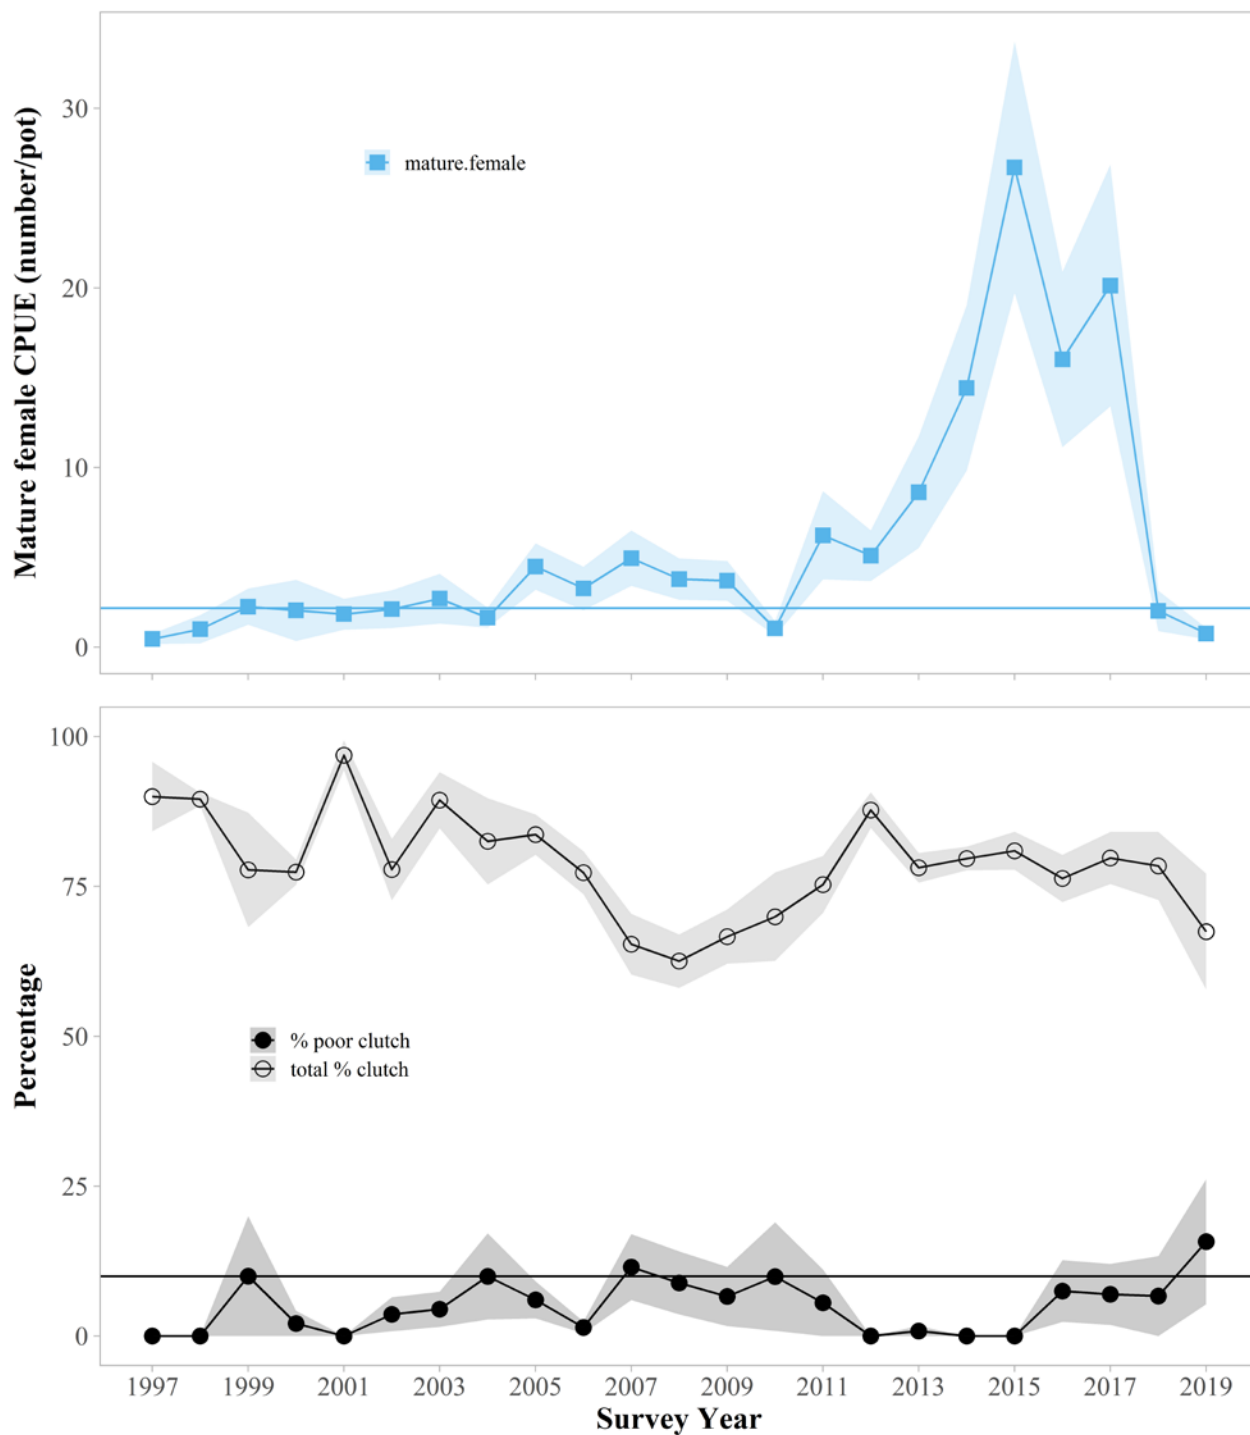 Mature female CPUE (number/pot)
30
20
10
0
mature.female
Percentage
100
75
50
25
0
% poor clutch
total % clutch
1997 1999 2001 2003 2005 2007 2009 2011 2013 2015 2017 2019
Survey Year